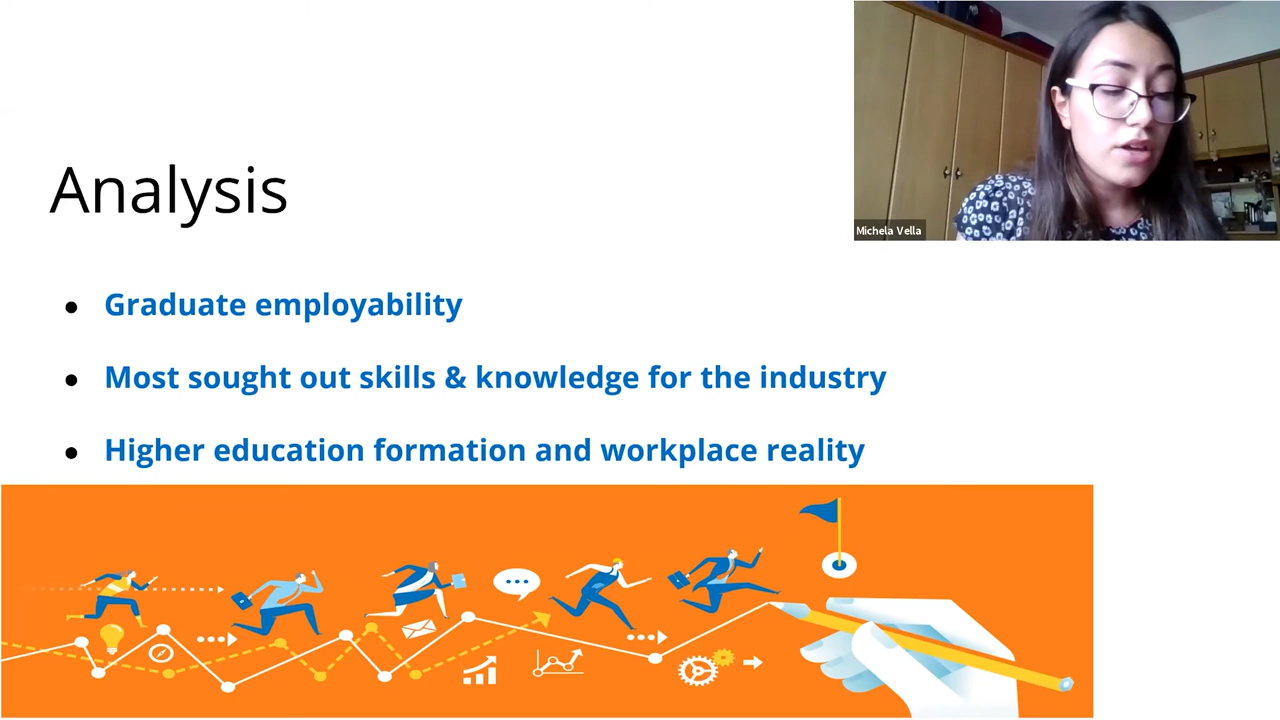 Analysis
Michela Vella
Graduate employability
Most sought out skills & knowledge for the industry
Higher education formation and workplace reality